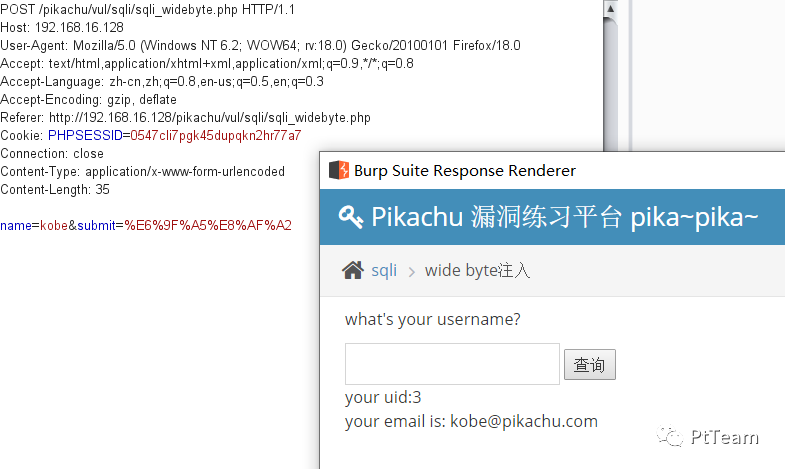 POST /pikachu/vul/sqli/sqli_widebyte.php HTTP/1.1
Host: 192.168.16.128
User-Agent: Mozilla/5.0 (Windows NT 6.2; WOW64; rv:18.0) Gecko/20100101 Firefox/18.0
Accept: text/html,application/xhtml+xml,application/xml;q=0.9,*/*;q=0.8
Accept-Language: zh-cn,zh;q=0.8,en-us;q=0.5,en;q=0.3
Accept-Encoding: gzip, deflate
Referer: http://192.168.16.128/pikachu/vul/sqli/sqli_widebyte.php
Cookie: PHPSESSID=0547cli7pgk45dupqkn2hr77a7
Connection: close
Content-Type: application/x-www-form-urlencoded
Content-Length: 35
name=kobe&submit=%E6%9F%A5%E8%AF%A2
Burp Suite Response Renderer
Pikachu 漏洞练习平台 pika~pika~
sqli > wide byte注入
what's your username?
查询
your uid:3
your email is: kobe@pikachu.com
PtTeam